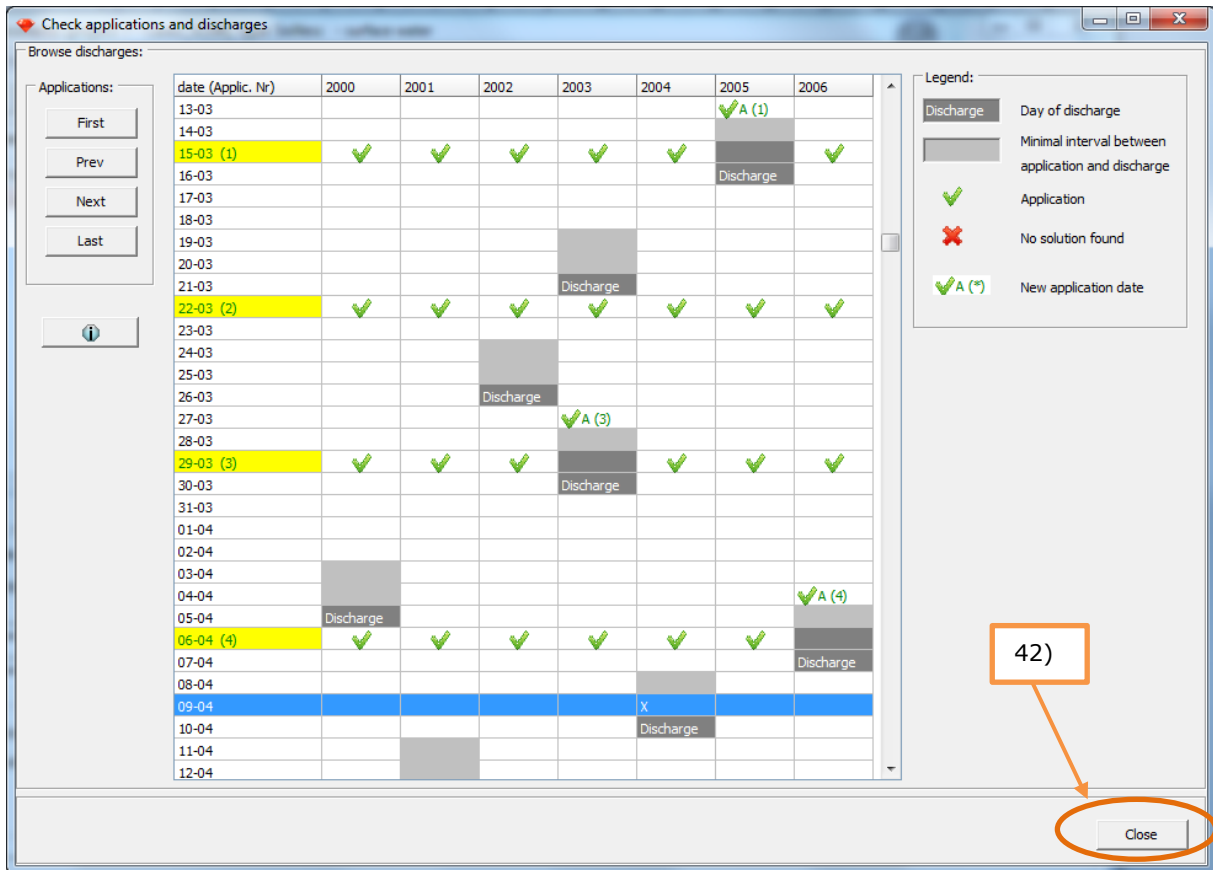 Check applications and discharges
Browse discharges:
Applications:
First
Prev
Next
Last
date (Applic. Nr) 2000 2001 2002 2003 2004 2005 2006
13-03 A (1)
14-03
15-03 (1)
16-03 Discharge
17-03
18-03
19-03
20-03
21-03 Discharge
22-03 (2)
23-03
24-03
25-03
26-03 Discharge
27-03 A (3)
28-03
29-03 (3)
30-03 Discharge
31-03
01-04
02-04
03-04
04-04 A (4)
05-04 Discharge
06-04 (4)
07-04 Discharge
08-04
09-04 X
10-04 Discharge
11-04
12-04
Legend:
Discharge Day of discharge
Minimal interval between
application and discharge
Application
No solution found
A (*) New application date
42)
Close